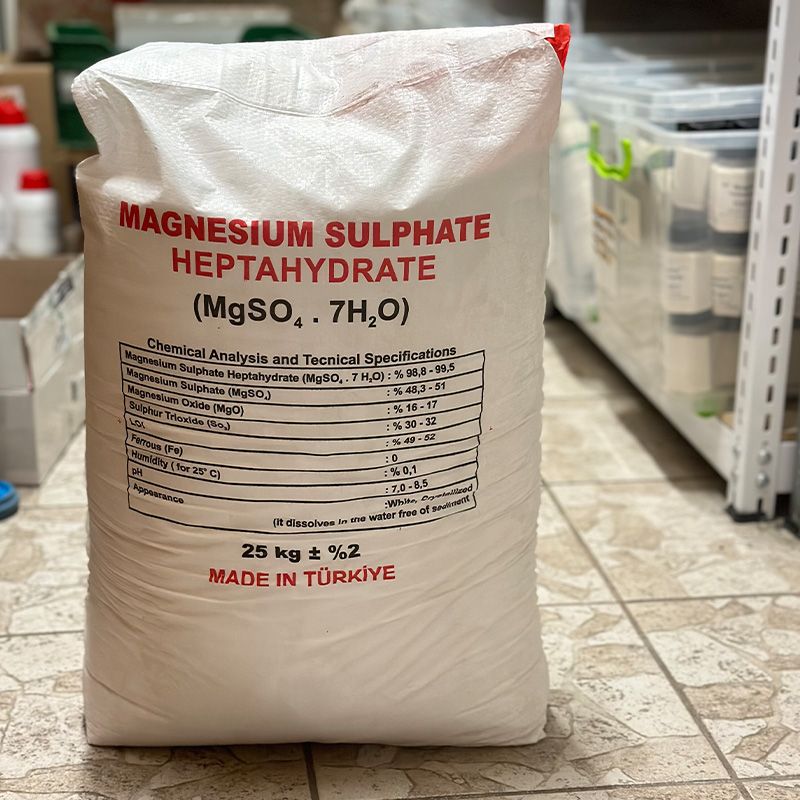 MAGNESIUM SULPHATE
HEPTAHYDRATE
(MgSO₄ . 7H₂O)
Chemical Analysis and Tecnical Specifications
Magnesium Sulphate Heptahydrate (MgSO₄ . 7 H₂O) : % 98,8 - 99,5
Magnesium Sulphate (MgSO₄) : % 48,3 - 51
Magnesium Oxide (MgO) : % 16 - 17
Sulphur Trioxide (So₃) : % 30 - 32
LOI : % 49 - 52
Ferrous (Fe) : 0
Humidity ( for 25° C) : % 0,1
pH : 7,0 - 8,5
Appearance :White, Crystallized
(it dissolves in the water free of sediment
25 kg ± %2
MADE IN TÜRKİYE